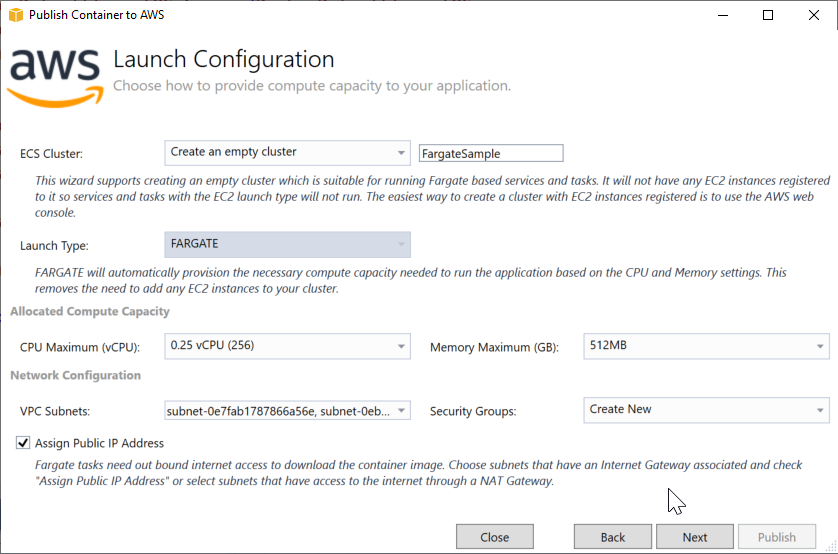 Publish Container to AWS
aws
Launch Configuration
Choose how to provide compute capacity to your application.
ECS Cluster: Create an empty cluster FargateSample
This wizard supports creating an empty cluster which is suitable for running Fargate based services and tasks. It will not have any EC2 instances registered
to it so services and tasks with the EC2 launch type will not run. The easiest way to create a cluster with EC2 instances registered is to use the AWS web
console.
Launch Type: FARGATE
FARGATE will automatically provision the necessary compute capacity needed to run the application based on the CPU and Memory settings. This
removes the need to add any EC2 instances to your cluster.
Allocated Compute Capacity
CPU Maximum (vCPU): 0.25 vCPU (256) Memory Maximum (GB): 512MB
Network Configuration
VPC Subnets: subnet-0e7fab1787866a56e, subnet-0eb... Security Groups: Create New
Assign Public IP Address
Fargate tasks need out bound internet access to download the container image. Choose subnets that have an Internet Gateway associated and check
"Assign Public IP Address" or select subnets that have access to the internet through a NAT Gateway.
Close Back Next Publish